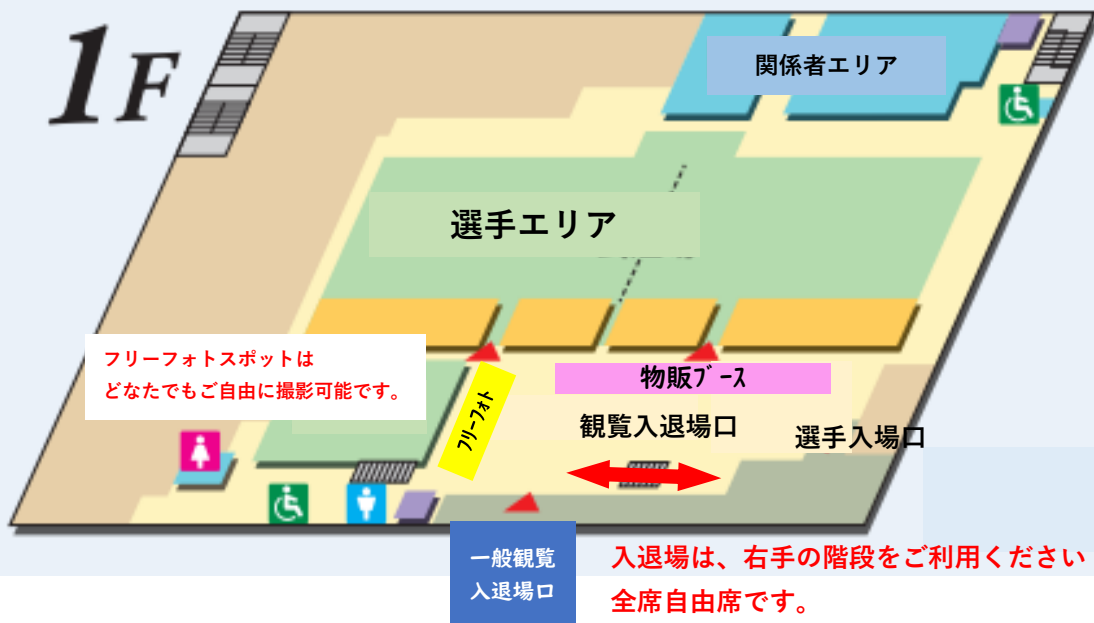 1F
関係者エリア
選手エリア
フリーフォトスポットは
どなたでもご自由に撮影可能です。
フリーフォト
物販ブース
観覧入退場口
選手入場口
一般観覧
入退場口
入退場は、右手の階段をご利用ください
全席自由席です。